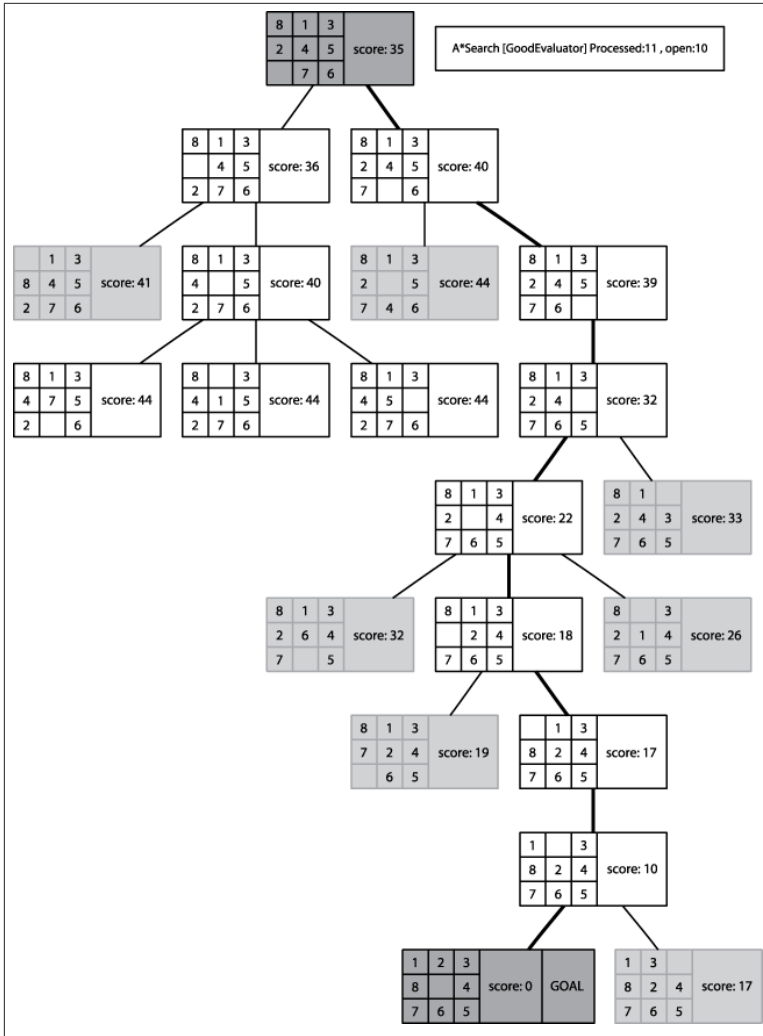 8 1 3
2 4 5 score: 35
7 6
A*Search [GoodEvaluator] Processed:11 , open:10
8 1 3
4 5 score: 36
2 7 6
8 1 3
2 4 5 score: 40
7 6
1 3
8 4 5 score: 41
2 7 6
8 1 3
4 5 score: 40
2 7 6
8 1 3
2 5 score: 44
7 4 6
8 1 3
2 4 5 score: 39
7 6
8 1 3
4 7 5 score: 44
2 6
8 3
4 1 5 score: 44
2 7 6
8 1 3
4 5 score: 44
2 7 6
8 1 3
2 4 score: 32
7 6 5
8 1 3
2 4 score: 22
7 6 5
8 1
2 4 3 score: 33
7 6 5
8 1 3
2 6 4 score: 32
7 5
8 1 3
2 4 score: 18
7 6 5
8 3
2 1 4 score: 26
7 6 5
8 1 3
7 2 4 score: 19
6 5
1 3
8 2 4 score: 17
7 6 5
1 3
8 2 4 score: 10
7 6 5
1 2 3
8 4 score: 0 GOAL
7 6 5
1 3
8 2 4 score: 17
7 6 5